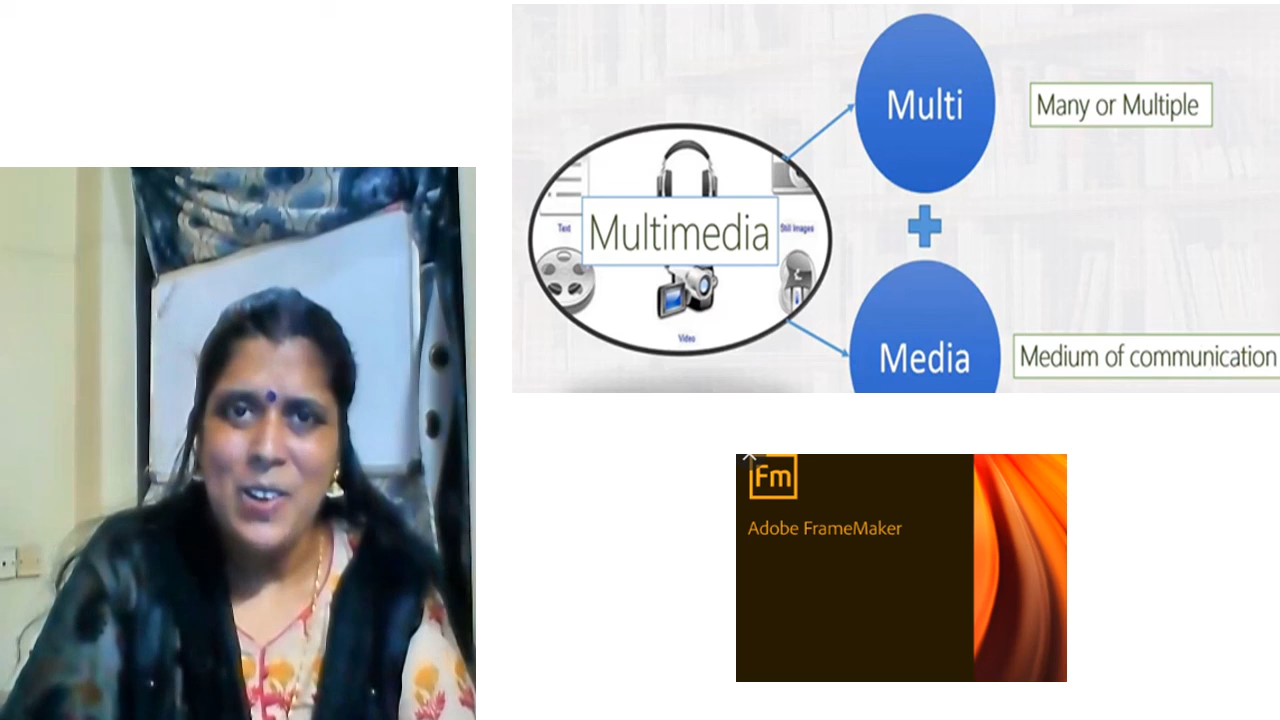 Multi
Many or Multiple
Text
Multimedia
Still Images
Video
Media
Medium of communication
Fm
Adobe FrameMaker